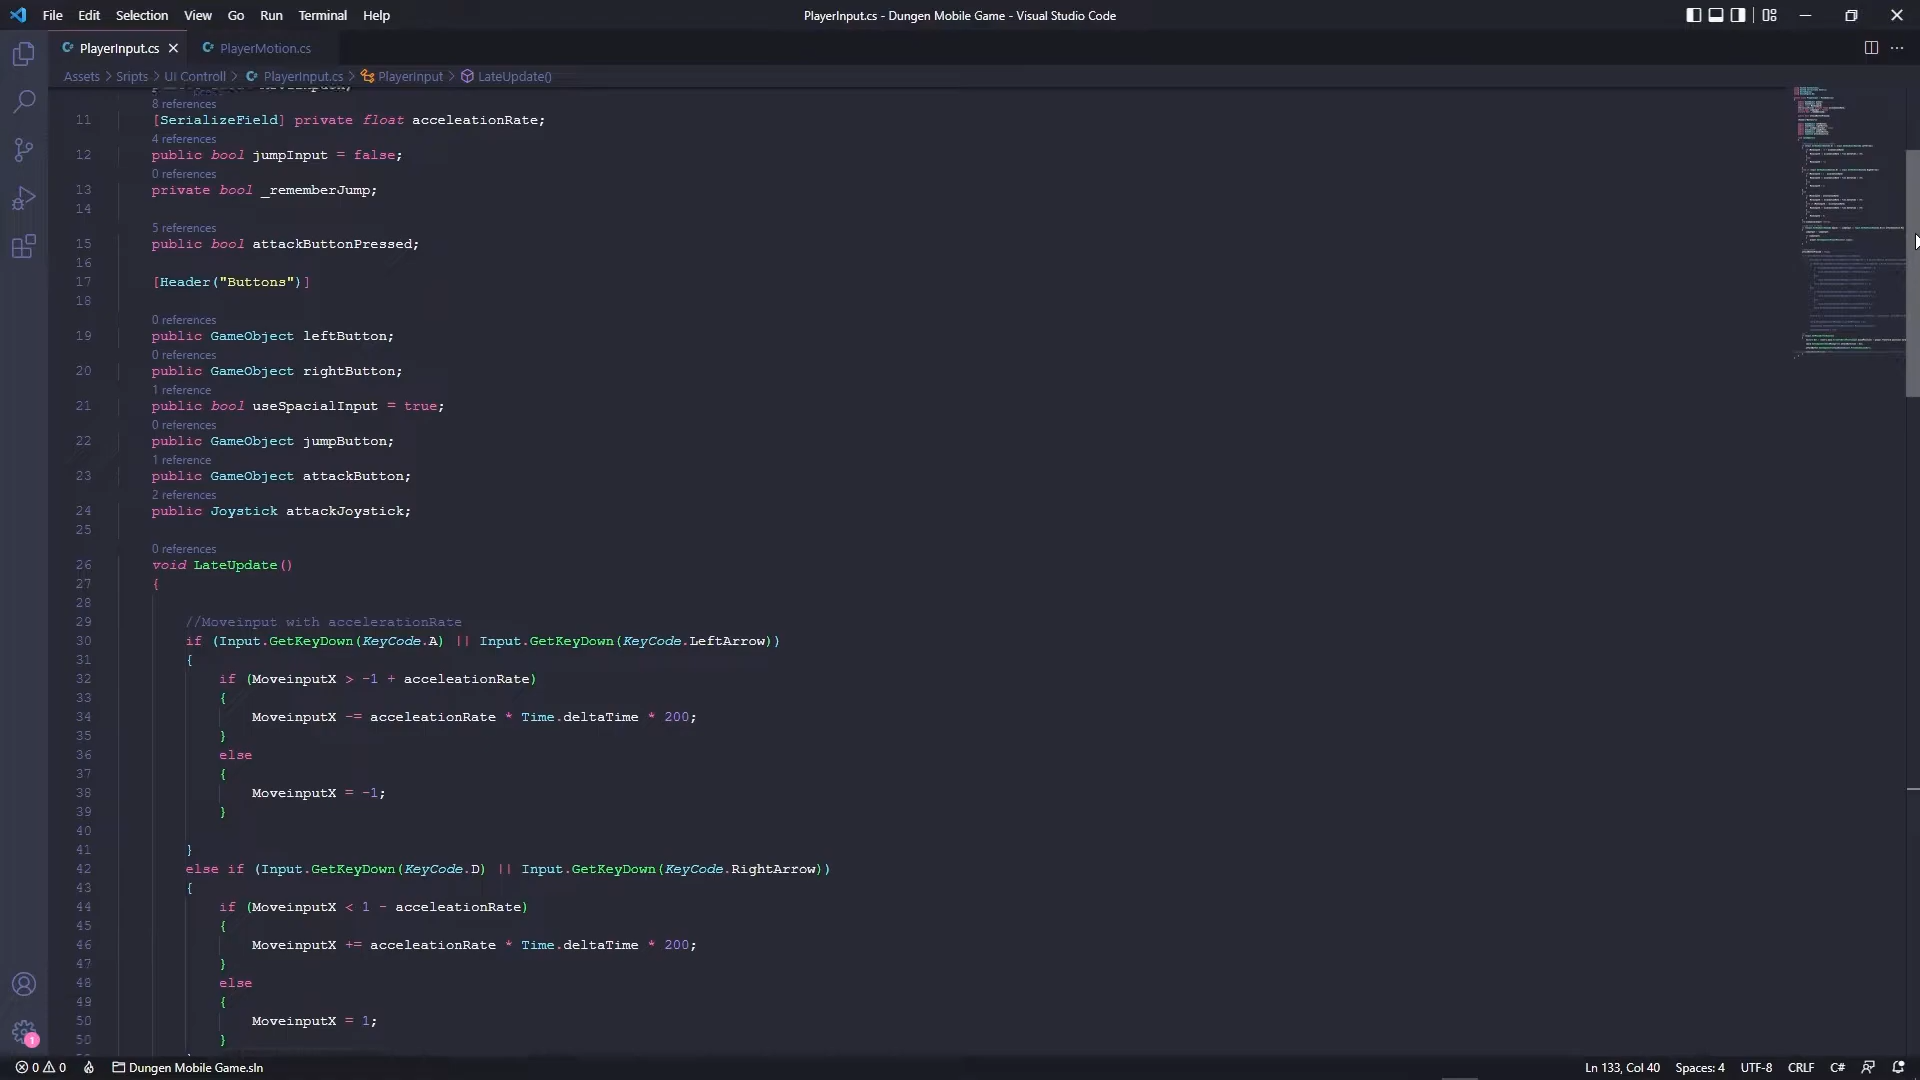 File Edit Selection View Go Run Terminal Help
PlayerInput.cs - Dungen Mobile Game - Visual Studio Code
PlayerInput.cs
PlayerMotion.cs
Assets > Sripts > UI Controll > PlayerInput.cs > PlayerInput > LateUpdate()
8 references
11 [SerializeField] private float acceleationRate;
4 references
12 public bool jumpInput = false;
0 references
13 private bool _rememberJump;
14
5 references
15 public bool attackButtonPressed;
16
17 [Header("Buttons")]
18
0 references
19 public GameObject leftButton;
0 references
20 public GameObject rightButton;
1 reference
21 public bool useSpacialInput = true;
0 references
22 public GameObject jumpButton;
1 reference
23 public GameObject attackButton;
2 references
24 public Joystick attackJoystick;
25
0 references
26 void LateUpdate()
27 {
28
29 //Moveinput with accelerationRate
30 if (Input.GetKeyDown(KeyCode.A) || Input.GetKeyDown(KeyCode.LeftArrow))
31 {
32 if (MoveinputX > -1 + acceleationRate)
33 {
34 MoveinputX -= acceleationRate * Time.deltaTime * 200;
35 }
36 else
37 {
38 MoveinputX = -1;
39 }
40
41 }
42 else if (Input.GetKeyDown(KeyCode.D) || Input.GetKeyDown(KeyCode.RightArrow))
43 {
44 if (MoveinputX < 1 - acceleationRate)
45 {
46 MoveinputX += acceleationRate * Time.deltaTime * 200;
47 }
48 else
49 {
50 MoveinputX = 1;
50 }
1
0 0 Dungen Mobile Game.sln
Ln 133, Col 40 Spaces: 4 UTF-8 CRLF C#